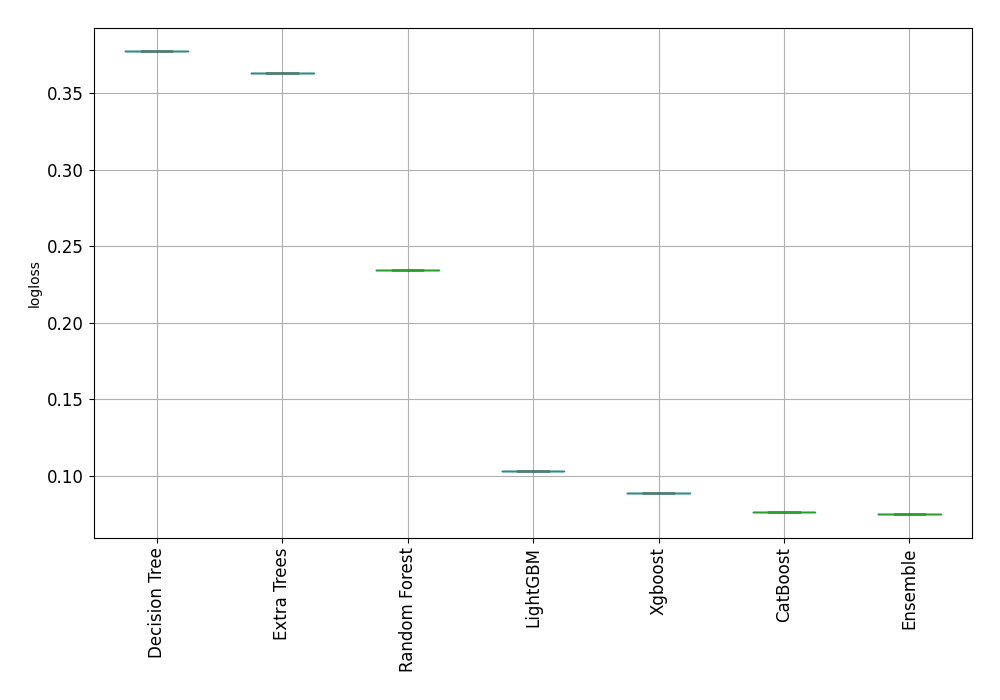 0.35
0.30
0.25
0.20
0.15
0.10
logloss
Decision Tree
Extra Trees
Random Forest
LightGBM
Xgboost
CatBoost
Ensemble